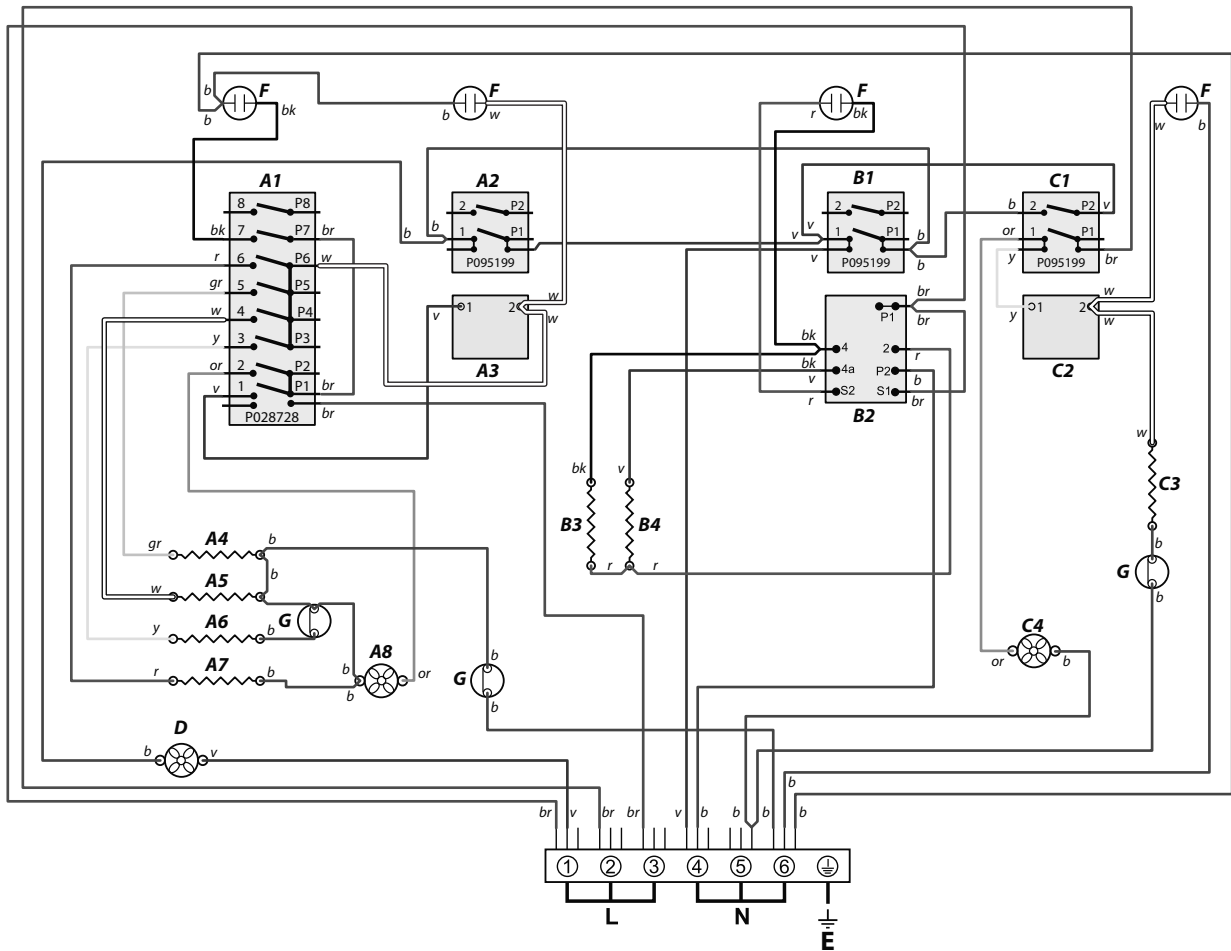 b F bk
b
b F w
r F bk
w F b
A1
8 P8
bk 7 P7 br
r 6 P6 w
gr 5 P5
w 4 P4
y 3 P3
or 2 P2
v 1 P1 br
br
P028728
A2
b b 2 P2
b 1 P1
P095199
w
v 1 2 w
A3
B1
v 2 P2
v 1 P1 b
v b
P095199
C1
b 2 P2 v
or 1 P1
y br
P095199
br
P1 br
bk 4 2 r
bk 4a P2 b
v
r S2 S1 br
B2
w
1 2 w
y
C2
bk v
B3 B4
r r
w
C3
b
G
b
gr A4 b
b
w A5
G
y A6 b
r A7 b b A8 or
b
b
G
b
C4
or b
D
b v
br v br br v b b b b b
1 2 3 4 5 6
L N E